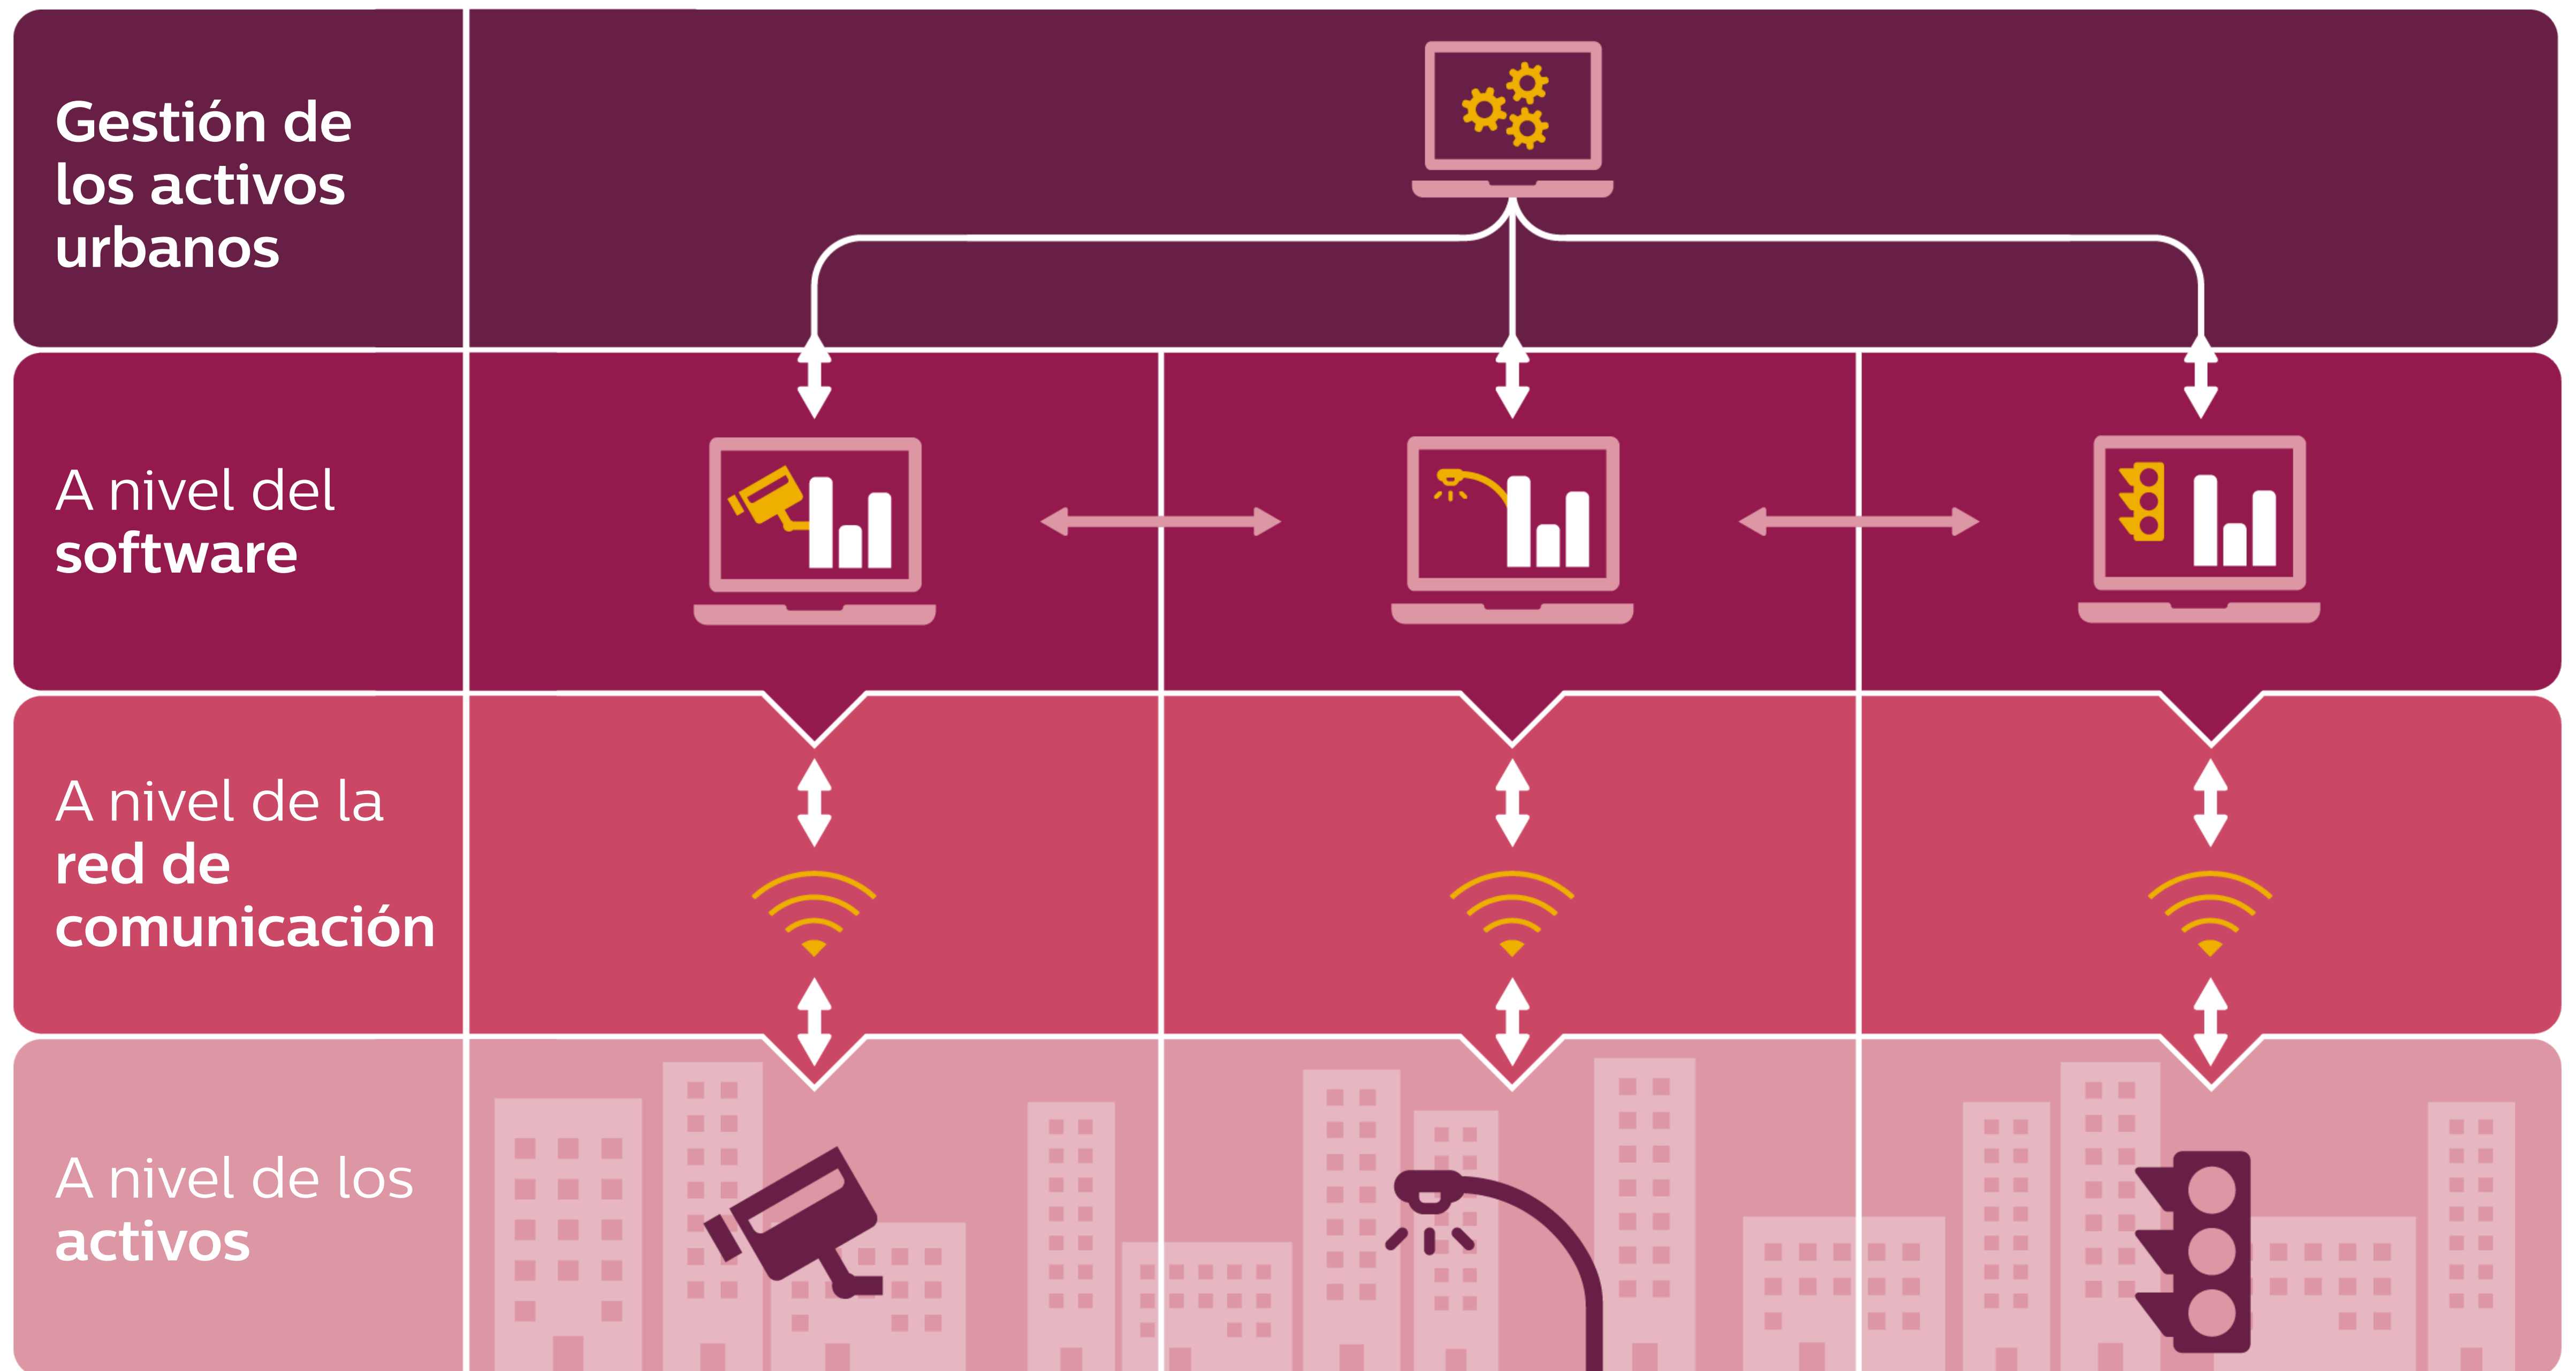 Gestión de
los activos
urbanos
A nivel del
software
A nivel de la
red de
comunicación
A nivel de los
activos